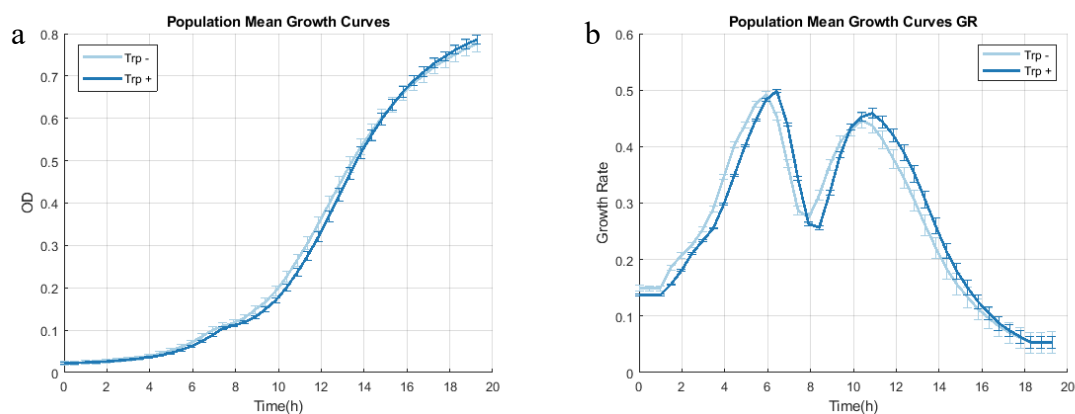 a
Population Mean Growth Curves
Trp -
Trp +
OD
0.8
0.7
0.6
0.5
0.4
0.3
0.2
0.1
0
0 2 4 6 8 10 12 14 16 18 20
Time(h)
b
Population Mean Growth Curves GR
Trp -
Trp +
Growth Rate
0.6
0.5
0.4
0.3
0.2
0.1
0
0 2 4 6 8 10 12 14 16 18 20
Time(h)